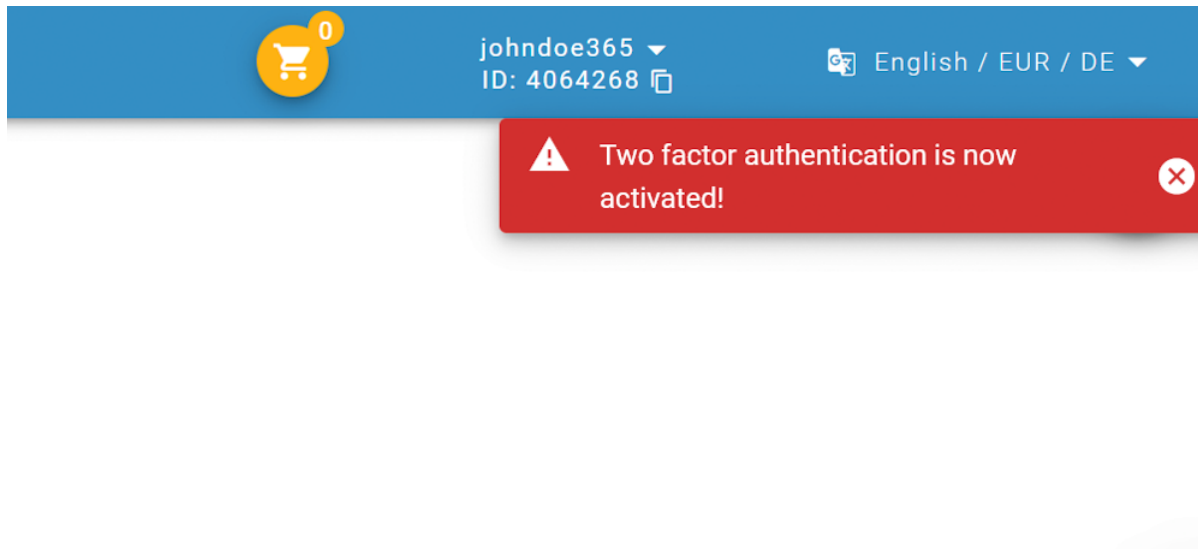 0
johndoe365
ID: 4064268
English / EUR / DE
Two factor authentication is now
activated!